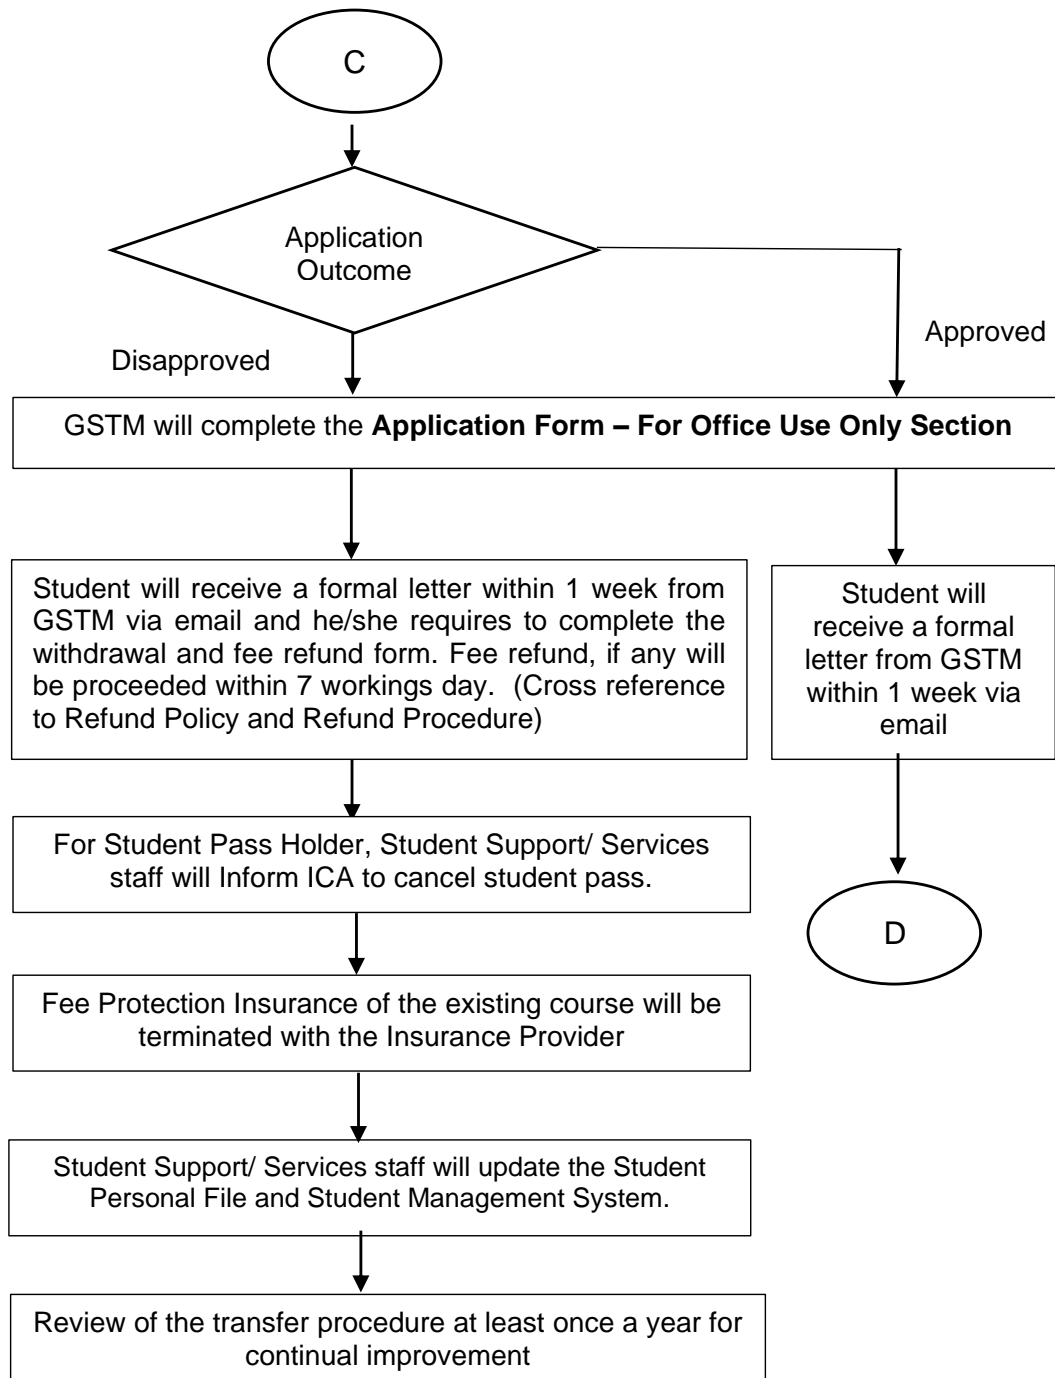 C
Application
Outcome
Disapproved
Approved
GSTM will complete the Application Form – For Office Use Only Section
Student will receive a formal letter within 1 week from
GSTM via email and he/she requires to complete the
withdrawal and fee refund form. Fee refund, if any will
be proceeded within 7 workings day. (Cross reference
to Refund Policy and Refund Procedure)
Student will
receive a formal
letter from GSTM
within 1 week via
email
For Student Pass Holder, Student Support/ Services
staff will Inform ICA to cancel student pass.
D
Fee Protection Insurance of the existing course will be
terminated with the Insurance Provider
Student Support/ Services staff will update the Student
Personal File and Student Management System.
Review of the transfer procedure at least once a year for
continual improvement